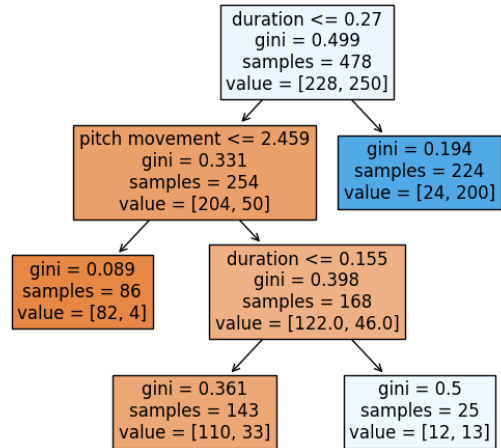 duration <= 0.27
gini = 0.499
samples = 478
value = [228, 250]
pitch movement <= 2.459
gini = 0.331
samples = 254
value = [204, 50]
gini = 0.194
samples = 224
value = [24, 200]
gini = 0.089
samples = 86
value = [82, 4]
duration <= 0.155
gini = 0.398
samples = 168
value = [122.0, 46.0]
gini = 0.361
samples = 143
value = [110, 33]
gini = 0.5
samples = 25
value = [12, 13]